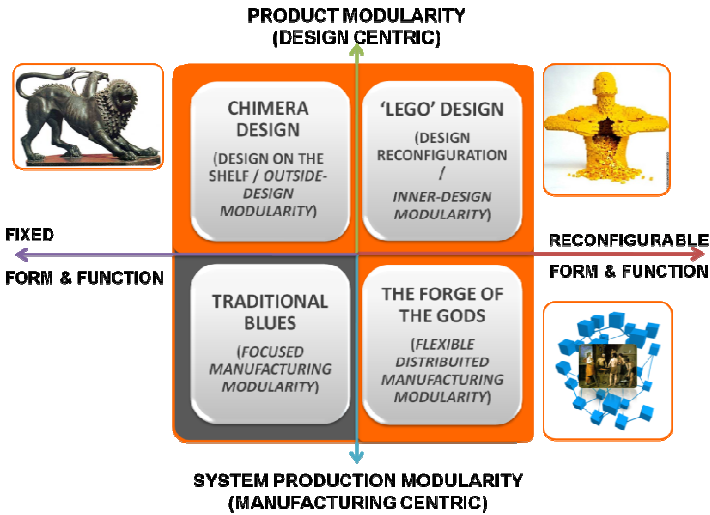 PRODUCT MODULARITY
(DESIGN CENTRIC)
CHIMERA
DESIGN
(DESIGN ON THE
SHELF / OUTSIDE-
DESIGN
MODULARITY)
'LEGO' DESIGN
(DESIGN
RECONFIGURATION
/
INNER-DESIGN
MODULARITY)
FIXED
FORM & FUNCTION
RECONFIGURABLE
FORM & FUNCTION
TRADITIONAL
BLUES
(FOCUSED
MANUFACTURING
MODULARITY)
THE FORGE OF
THE GODS
(FLEXIBLE
DISTRIBUITED
MANUFACTURING
MODULARITY)
SYSTEM PRODUCTION MODULARITY
(MANUFACTURING CENTRIC)